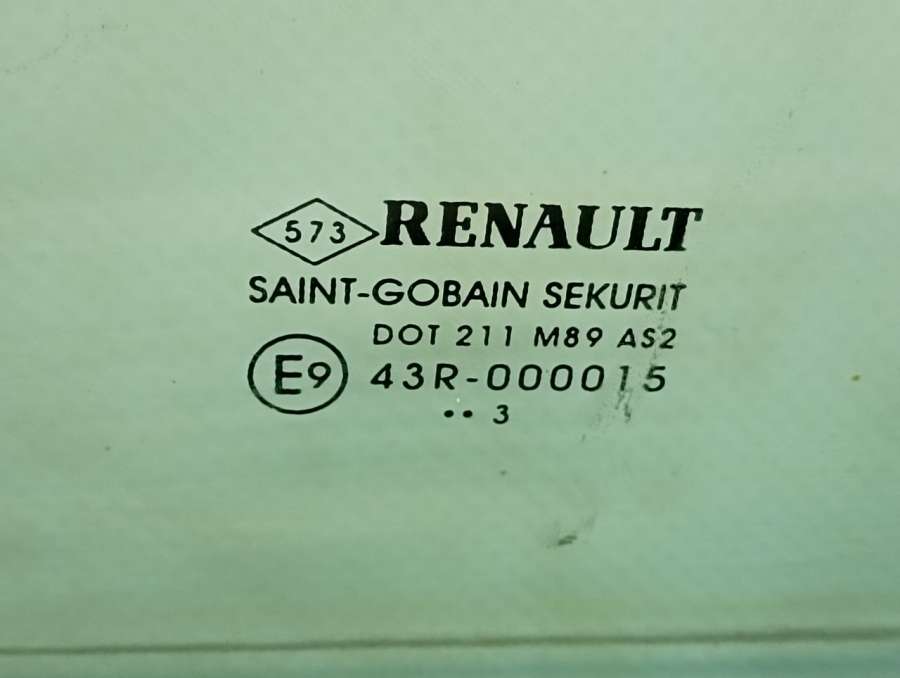 573 RENAULT
SAINT-GOBAIN SEKURIT
DOT 211 M89 AS2
E9 43R-000015
•• 3